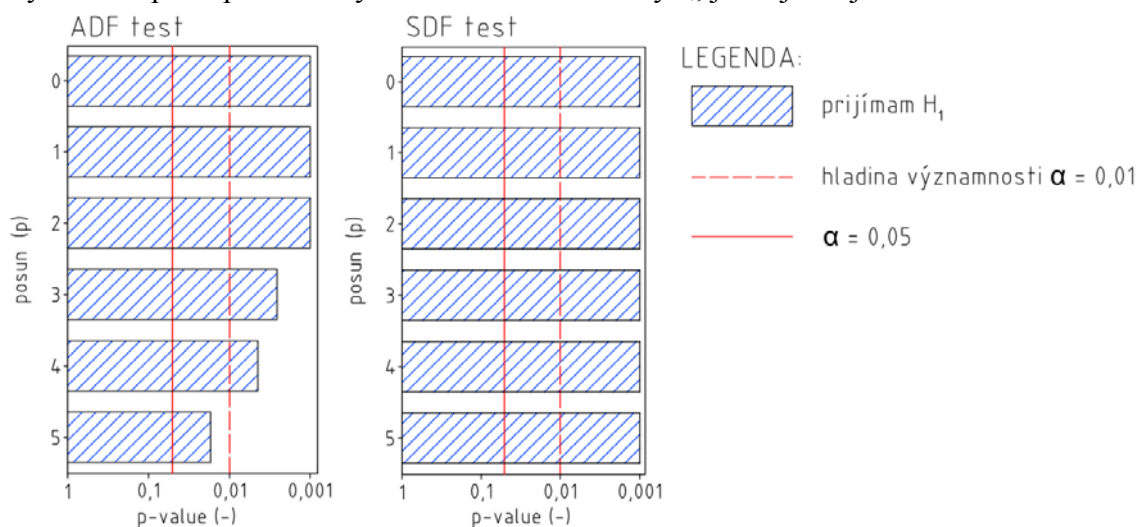 ADF test
0
1
2
3
4
5
posun (p)
1
0,1
0,01
0,001
p-value (-)
SDF test
0
1
2
3
4
5
posun (p)
1
0,1
0,01
0,001
p-value (-)
LEGENDA:
prijímam H₁
hladina významnosti α = 0,01
α = 0,05